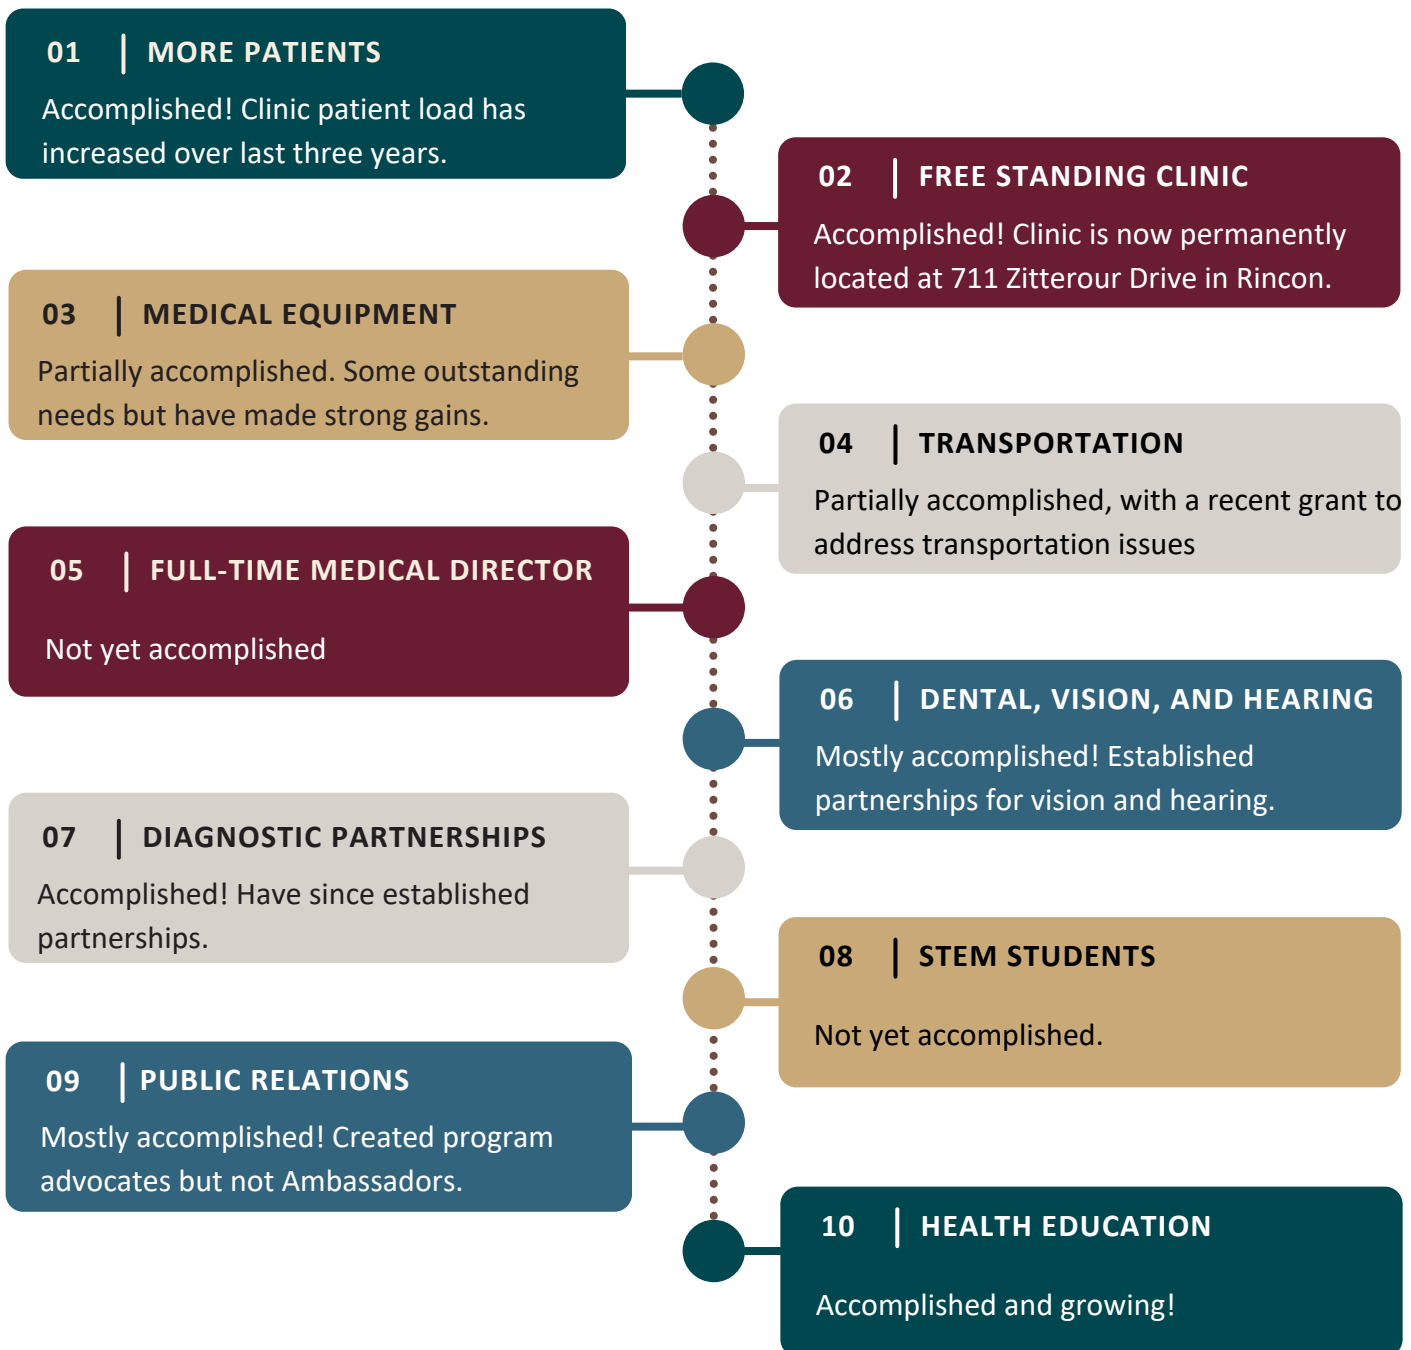 01 | MORE PATIENTS
Accomplished! Clinic patient load has
increased over last three years.
02 | FREE STANDING CLINIC
Accomplished! Clinic is now permanently
located at 711 Zitterour Drive in Rincon.
03 | MEDICAL EQUIPMENT
Partially accomplished. Some outstanding
needs but have made strong gains.
04 | TRANSPORTATION
Partially accomplished, with a recent grant to
address transportation issues
05 | FULL-TIME MEDICAL DIRECTOR
Not yet accomplished
06 | DENTAL, VISION, AND HEARING
Mostly accomplished! Established
partnerships for vision and hearing.
07 | DIAGNOSTIC PARTNERSHIPS
Accomplished! Have since established
partnerships.
08 | STEM STUDENTS
Not yet accomplished.
09 | PUBLIC RELATIONS
Mostly accomplished! Created program
advocates but not Ambassadors.
10 | HEALTH EDUCATION
Accomplished and growing!